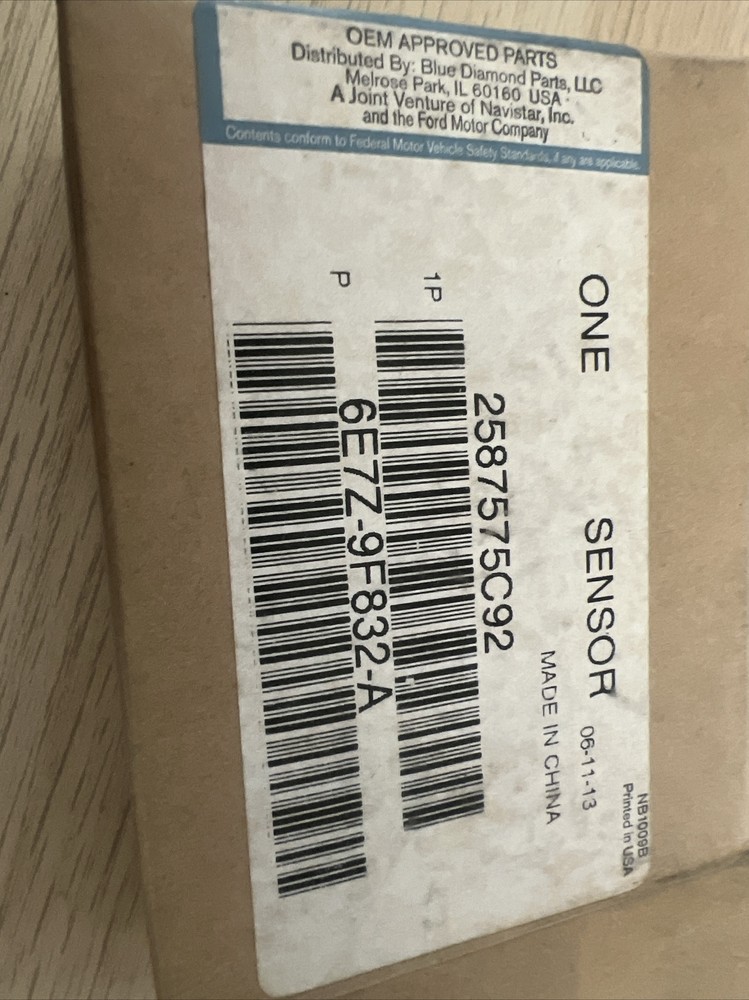 OEM APPROVED PARTS
Distributed By: Blue Diamond Parts, LLC
Melrose Park, IL 60160 USA
A Joint Venture of Navistar, Inc.
and the Ford Motor Company
Contents conform to Federal Motor Vehicle Safety Standards, if any are applicable.
NB1009B
Printed in USA
ONE SENSOR 06-11-13
MADE IN CHINA
2587575C92
1P
6E7Z-9F832-A
P